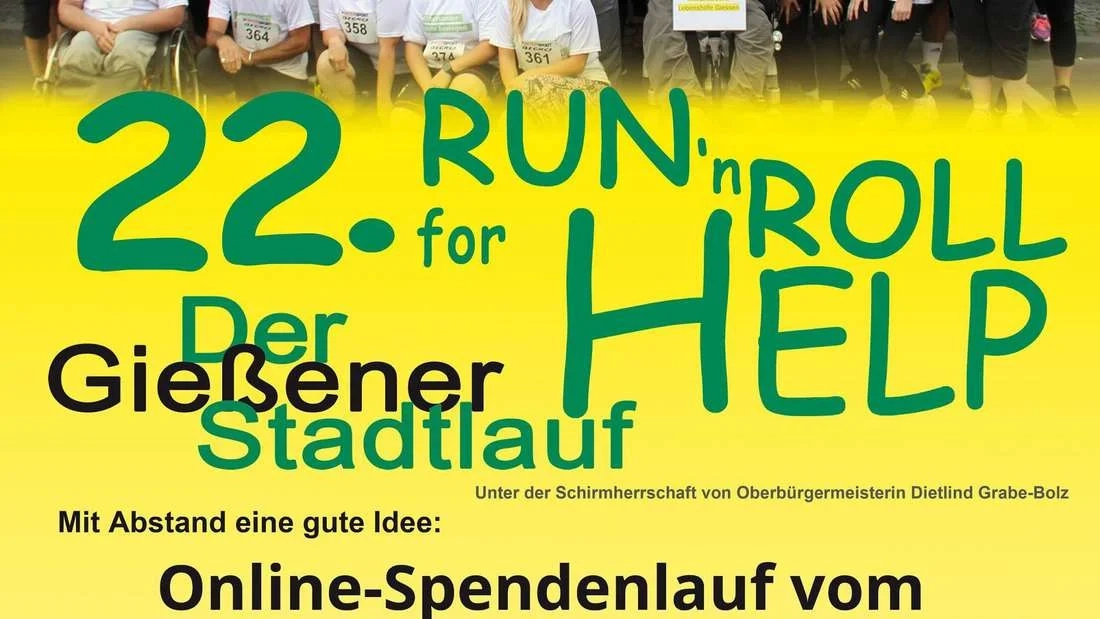 Lebenshilfe Giessen
364
358
374
361
22. RUN 'n ROLL
for HELP
Der
Gießener
Stadtlauf
Unter der Schirmherrschaft von Oberbürgermeisterin Dietlind Grabe-Bolz
Mit Abstand eine gute Idee:
Online-Spendenlauf vom